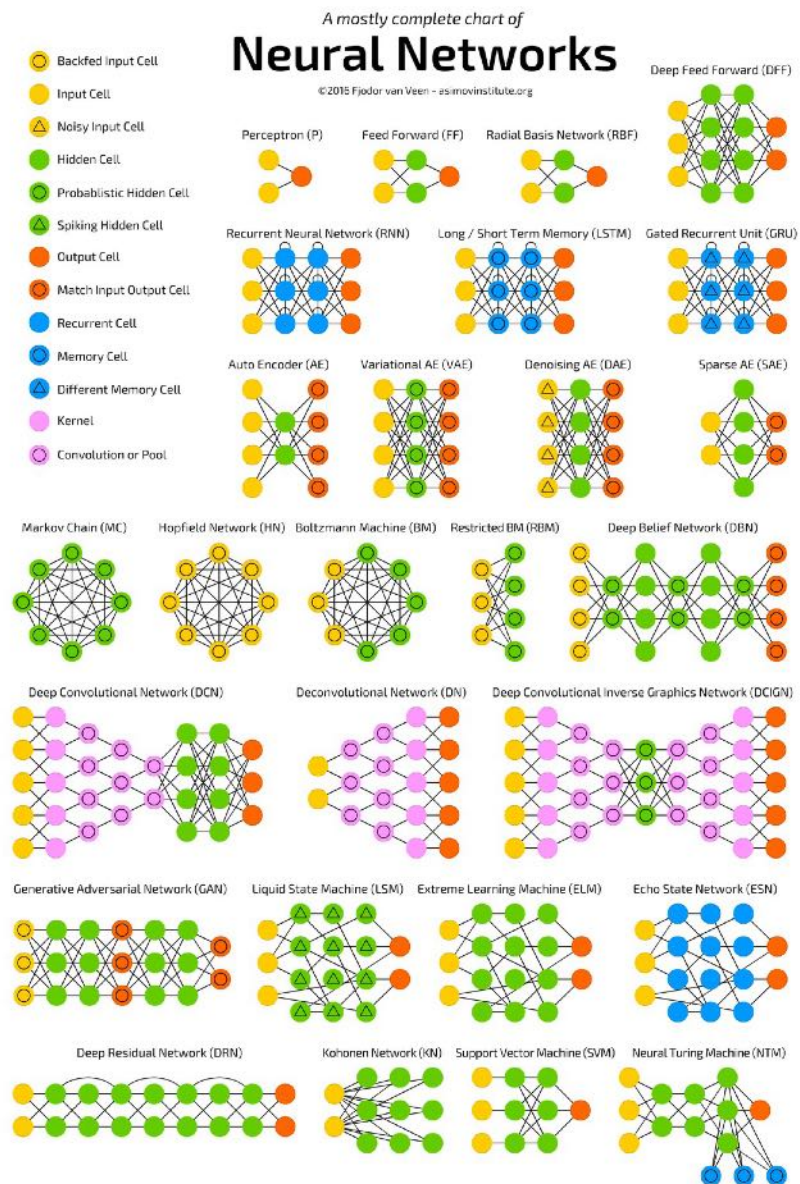 A mostly complete chart of
Neural Networks
©2016 Fjodor van Veen - asimovinstitute.org
Backfed Input Cell
Input Cell
Noisy Input Cell
Hidden Cell
Probablistic Hidden Cell
Spiking Hidden Cell
Output Cell
Match Input Output Cell
Recurrent Cell
Memory Cell
Different Memory Cell
Kernel
Convolution or Pool
Deep Feed Forward (DFF)
Perceptron (P)
Feed Forward (FF)
Radial Basis Network (RBF)
Recurrent Neural Network (RNN)
Long / Short Term Memory (LSTM)
Gated Recurrent Unit (GRU)
Auto Encoder (AE)
Variational AE (VAE)
Denoising AE (DAE)
Sparse AE (SAE)
Markov Chain (MC)
Hopfield Network (HN)
Boltzmann Machine (BM)
Restricted BM (RBM)
Deep Belief Network (DBN)
Deep Convolutional Network (DCN)
Deconvolutional Network (DN)
Deep Convolutional Inverse Graphics Network (DCIGN)
Generative Adversarial Network (GAN)
Liquid State Machine (LSM)
Extreme Learning Machine (ELM)
Echo State Network (ESN)
Deep Residual Network (DRN)
Kohonen Network (KN)
Support Vector Machine (SVM)
Neural Turing Machine (NTM)